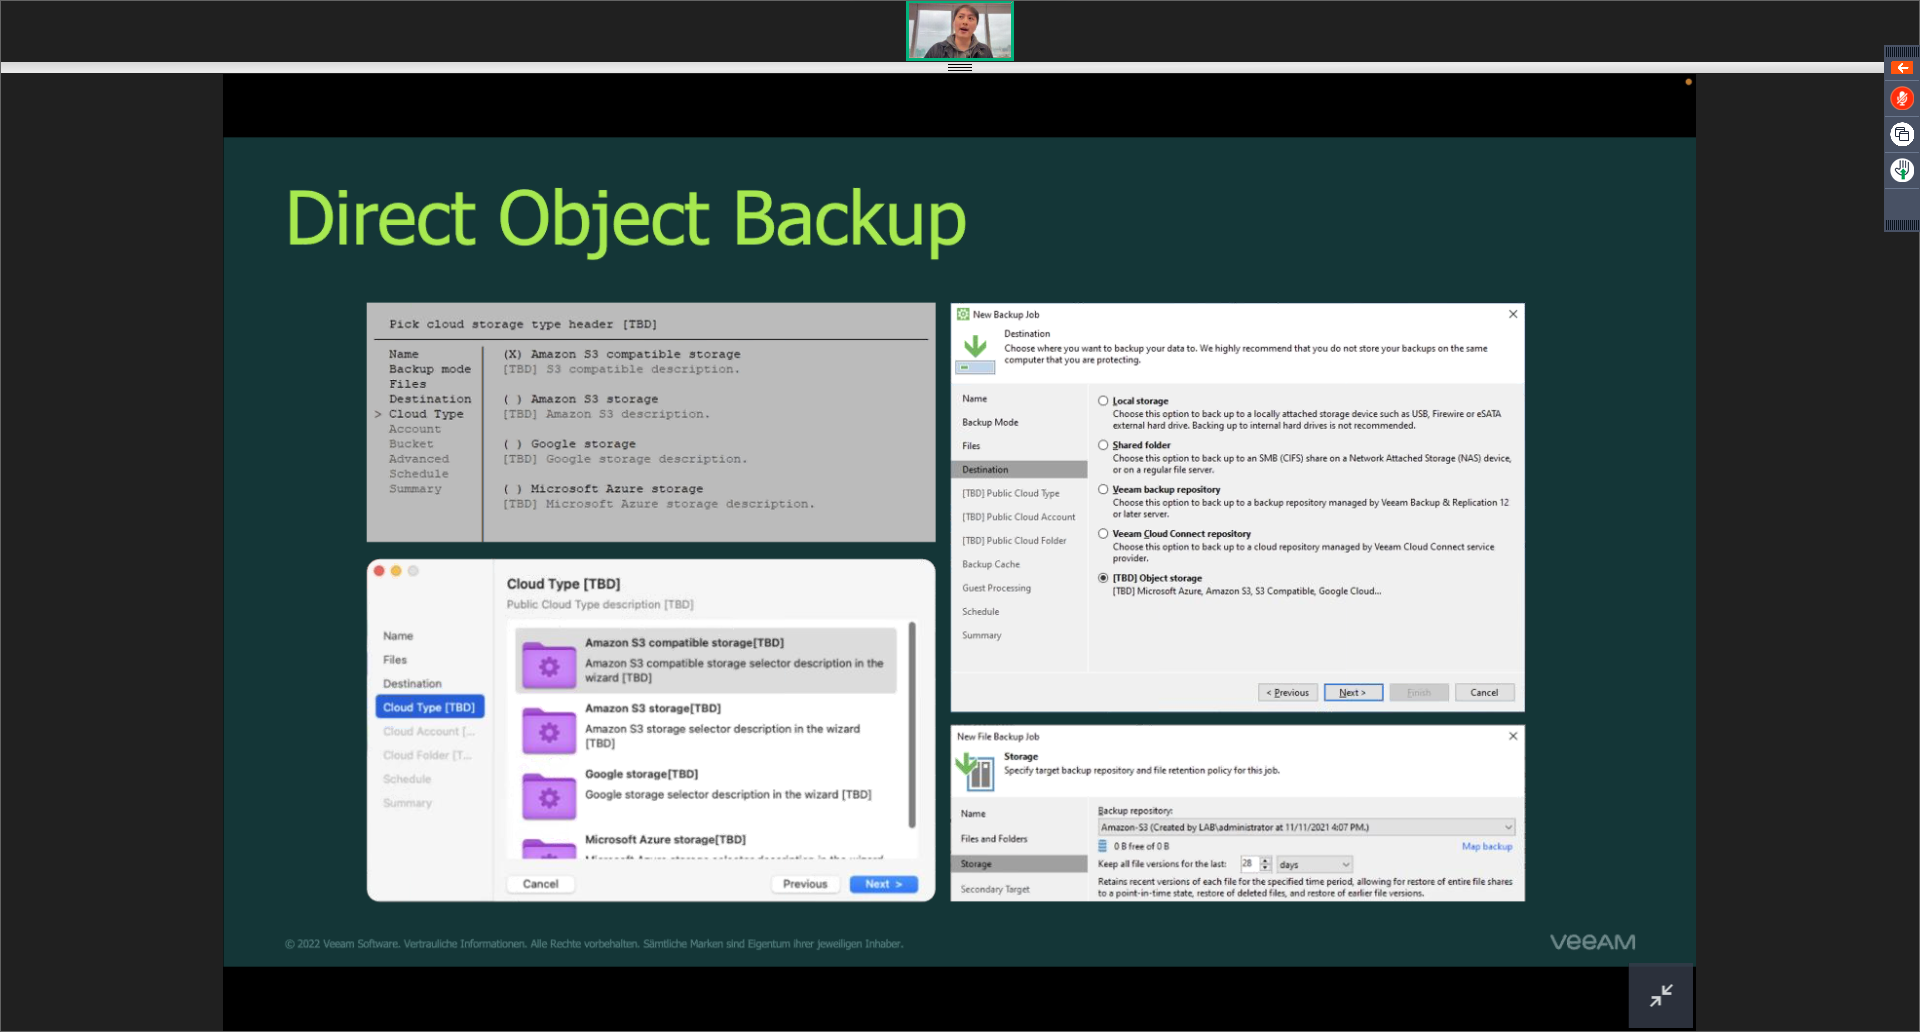 Direct Object Backup
Pick cloud storage type header [TBD]
Name
Backup mode
Files
Destination
> Cloud Type
Account
Bucket
Advanced
Schedule
Summary
(X) Amazon S3 compatible storage
[TBD] S3 compatible description.
( ) Amazon S3 storage
[TBD] Amazon S3 description.
( ) Google storage
[TBD] Google storage description.
( ) Microsoft Azure storage
[TBD] Microsoft Azure storage description.
New Backup Job
Destination
Choose where you want to backup your data to. We highly recommend that you do not store your backups on the same
computer that you are protecting.
Name
Backup Mode
Files
Destination
[TBD] Public Cloud Type
[TBD] Public Cloud Account
[TBD] Public Cloud Folder
Backup Cache
Guest Processing
Schedule
Summary
Local storage
Choose this option to back up to a locally attached storage device such as USB, Firewire or eSATA
external hard drive. Backing up to internal hard drives is not recommended.
Shared folder
Choose this option to back up to an SMB (CIFS) share on a Network Attached Storage (NAS) device,
or on a regular file server.
Veeam backup repository
Choose this option to back up to a backup repository managed by Veeam Backup & Replication 12
or later server.
Veeam Cloud Connect repository
Choose this option to back up to a cloud repository managed by Veeam Cloud Connect service
provider.
[TBD] Object storage
[TBD] Microsoft Azure, Amazon S3, S3 Compatible, Google Cloud...
< Previous
Next >
Finish
Cancel
Cloud Type [TBD]
Public Cloud Type description [TBD]
Name
Files
Destination
Cloud Type [TBD]
Cloud Account [...
Cloud Folder [T...
Schedule
Summary
Amazon S3 compatible storage[TBD]
Amazon S3 compatible storage selector description in the
wizard [TBD]
Amazon S3 storage[TBD]
Amazon S3 storage selector description in the wizard
[TBD]
Google storage[TBD]
Google storage selector description in the wizard [TBD]
Microsoft Azure storage[TBD]
Cancel
Previous
Next >
New File Backup Job
Storage
Specify target backup repository and file retention policy for this job.
Name
Files and Folders
Storage
Secondary Target
Backup repository:
Amazon-S3 (Created by LAB\administrator at 11/11/2021 4:07 PM.)
0 B free of 0 B
Map backup
Keep all file versions for the last: 28 days
Retains recent versions of each file for the specified time period, allowing for restore of entire file shares
to a point-in-time state, restore of deleted files, and restore of earlier file versions.
© 2022 Veeam Software. Vertrauliche Informationen. Alle Rechte vorbehalten. Sämtliche Marken sind Eigentum ihrer jeweiligen Inhaber.
VEEAM